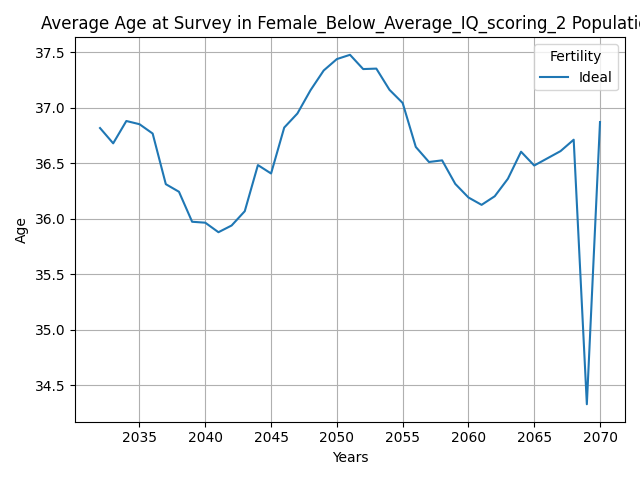 Average Age at Survey in Female_Below_Average_IQ_scoring_2 Populati
Fertility
Ideal
37.5
37.0
36.5
36.0
35.5
35.0
34.5
Age
2035 2040 2045 2050 2055 2060 2065 2070
Years